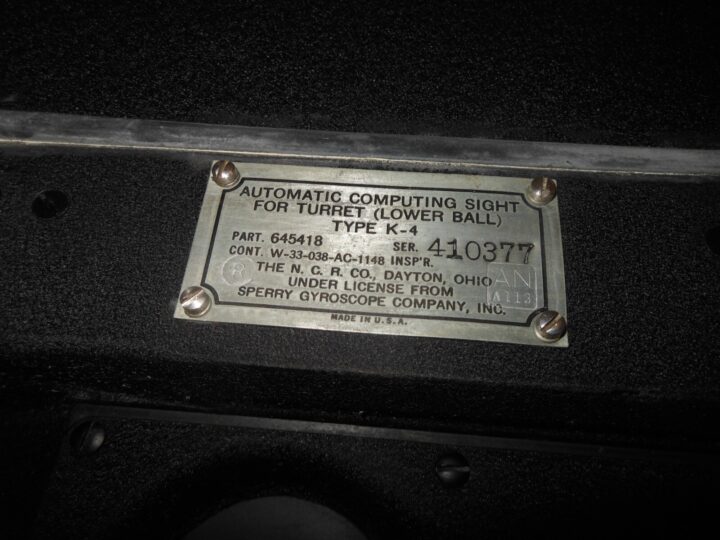 AUTOMATIC COMPUTING SIGHT
FOR TURRET (LOWER BALL)
TYPE K-4
PART. 645418 SER. 410377
CONT. W-33-038-AC-1148 INSP'R.
R THE N. C. R. CO., DAYTON, OHIO AN
UNDER LICENSE FROM A113
SPERRY GYROSCOPE COMPANY, INC.
MADE IN U.S.A.